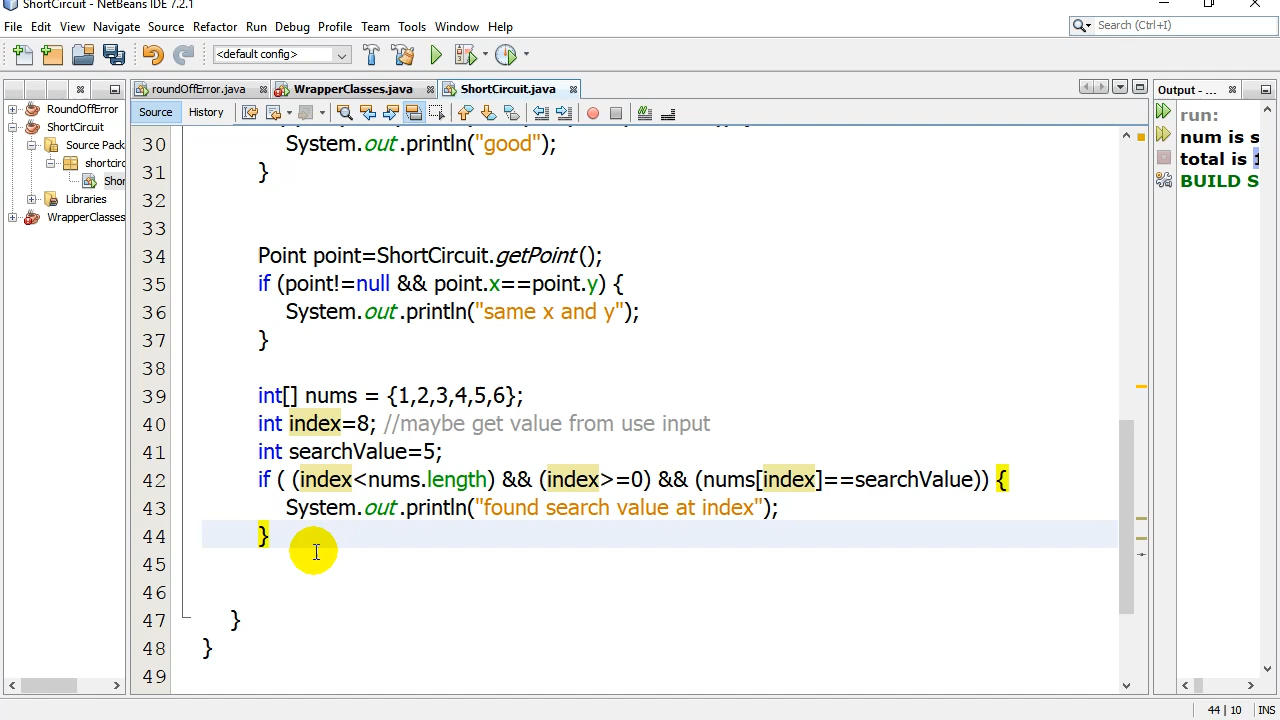 ShortCircuit - NetBeans IDE 7.2.1
File Edit View Navigate Source Refactor Run Debug Profile Team Tools Window Help
Search (Ctrl+I)
<default config>
roundOffError.java
WrapperClasses.java
ShortCircuit.java
Output - ...
Source
History
RoundOffError
ShortCircuit
Source Pack
shortcirc
Shor
Libraries
WrapperClasses
30 System.out.println("good");
31 }
32
33
34 Point point=ShortCircuit.getPoint();
35 if (point!=null && point.x==point.y) {
36 System.out.println("same x and y");
37 }
38
39 int[] nums = {1,2,3,4,5,6};
40 int index=8; //maybe get value from use input
41 int searchValue=5;
42 if ( (index<nums.length) && (index>=0) && (nums[index]==searchValue)) {
43 System.out.println("found search value at index");
44 }
45
46
47 }
48 }
49
run:
num is s
total is 1
BUILD S
44 | 10 INS